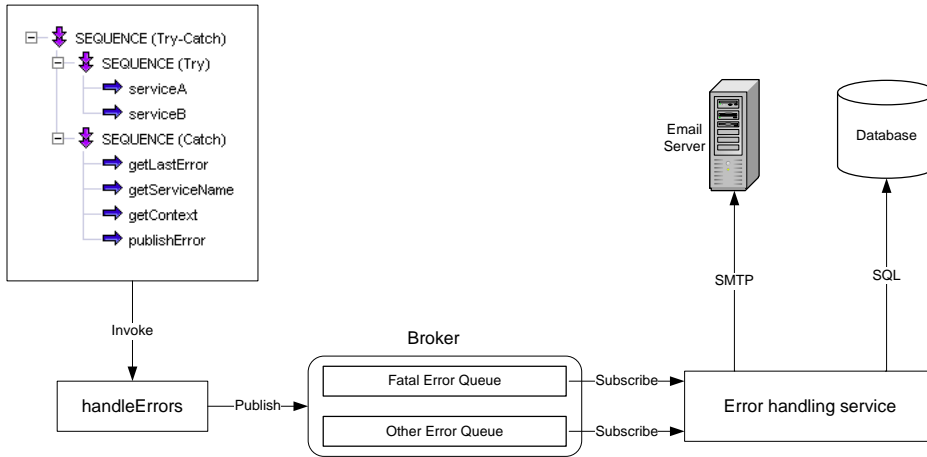 SEQUENCE (Try-Catch)
SEQUENCE (Try)
serviceA
serviceB
SEQUENCE (Catch)
getLastError
getServiceName
getContext
publishError
Email
Server
Database
SMTP
SQL
Invoke
Broker
handleErrors
Publish
Fatal Error Queue
Subscribe
Other Error Queue
Subscribe
Error handling service